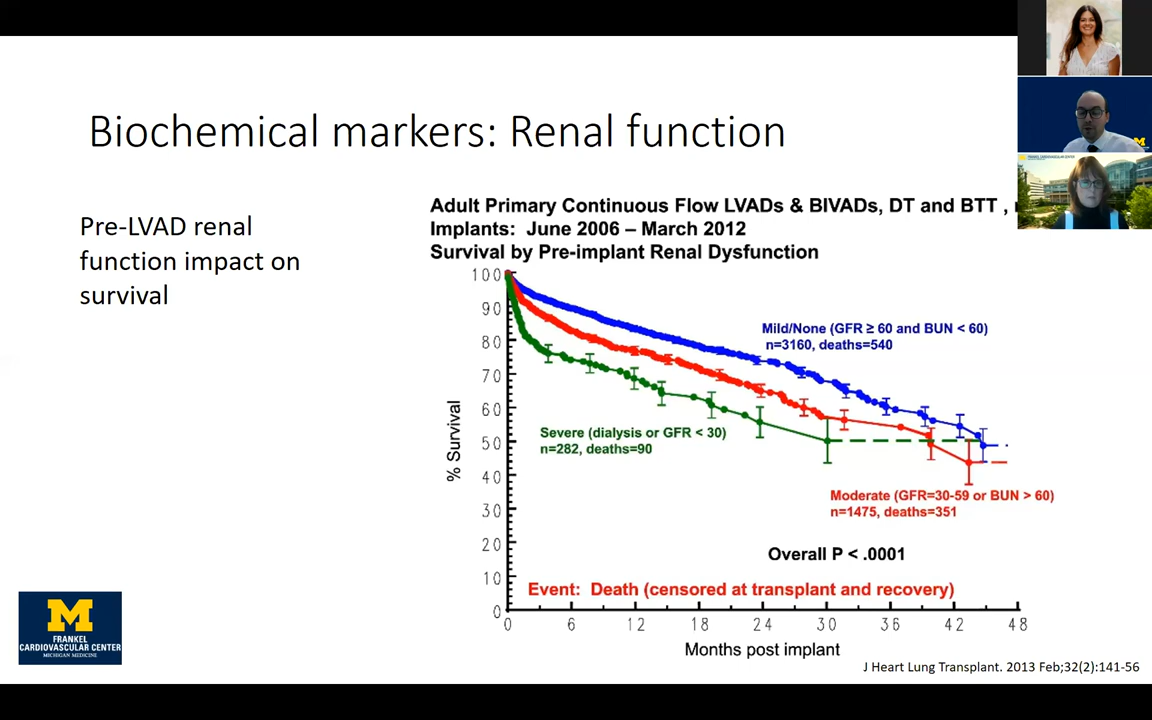 Biochemical markers: Renal function
Pre-LVAD renal
function impact on
survival
Adult Primary Continuous Flow LVADs & BIVADs, DT and BTT ,
Implants: June 2006 – March 2012
Survival by Pre-implant Renal Dysfunction
100
90
80
70
60
50
40
30
20
10
0
% Survival
Mild/None (GFR ≥ 60 and BUN < 60)
n=3160, deaths=540
Severe (dialysis or GFR < 30)
n=282, deaths=90
Moderate (GFR=30-59 or BUN > 60)
n=1475, deaths=351
Overall P < .0001
Event: Death (censored at transplant and recovery)
0 6 12 18 24 30 36 42 48
Months post implant
J Heart Lung Transplant. 2013 Feb;32(2):141-56
M
FRANKEL
CARDIOVASCULAR CENTER
MICHIGAN MEDICINE
M